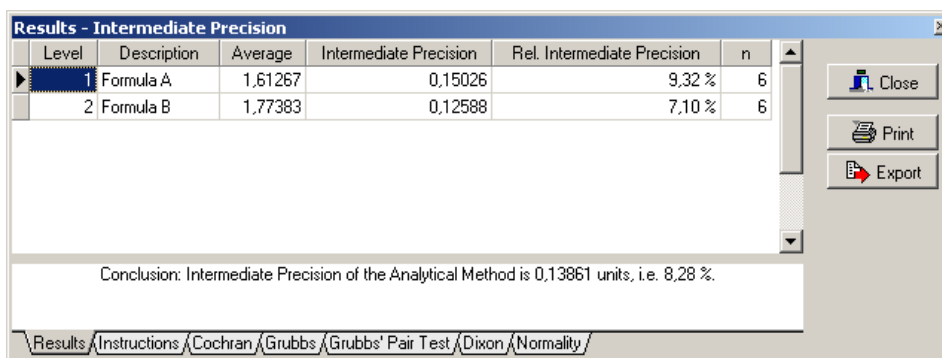 Results - Intermediate Precision
Level Description Average Intermediate Precision Rel. Intermediate Precision n
1 Formula A 1,61267 0,15026 9,32 % 6
2 Formula B 1,77383 0,12588 7,10 % 6
Close
Print
Export
Conclusion: Intermediate Precision of the Analytical Method is 0,13861 units, i.e. 8,28 %.
Results Instructions Cochran Grubbs Grubbs' Pair Test Dixon Normality